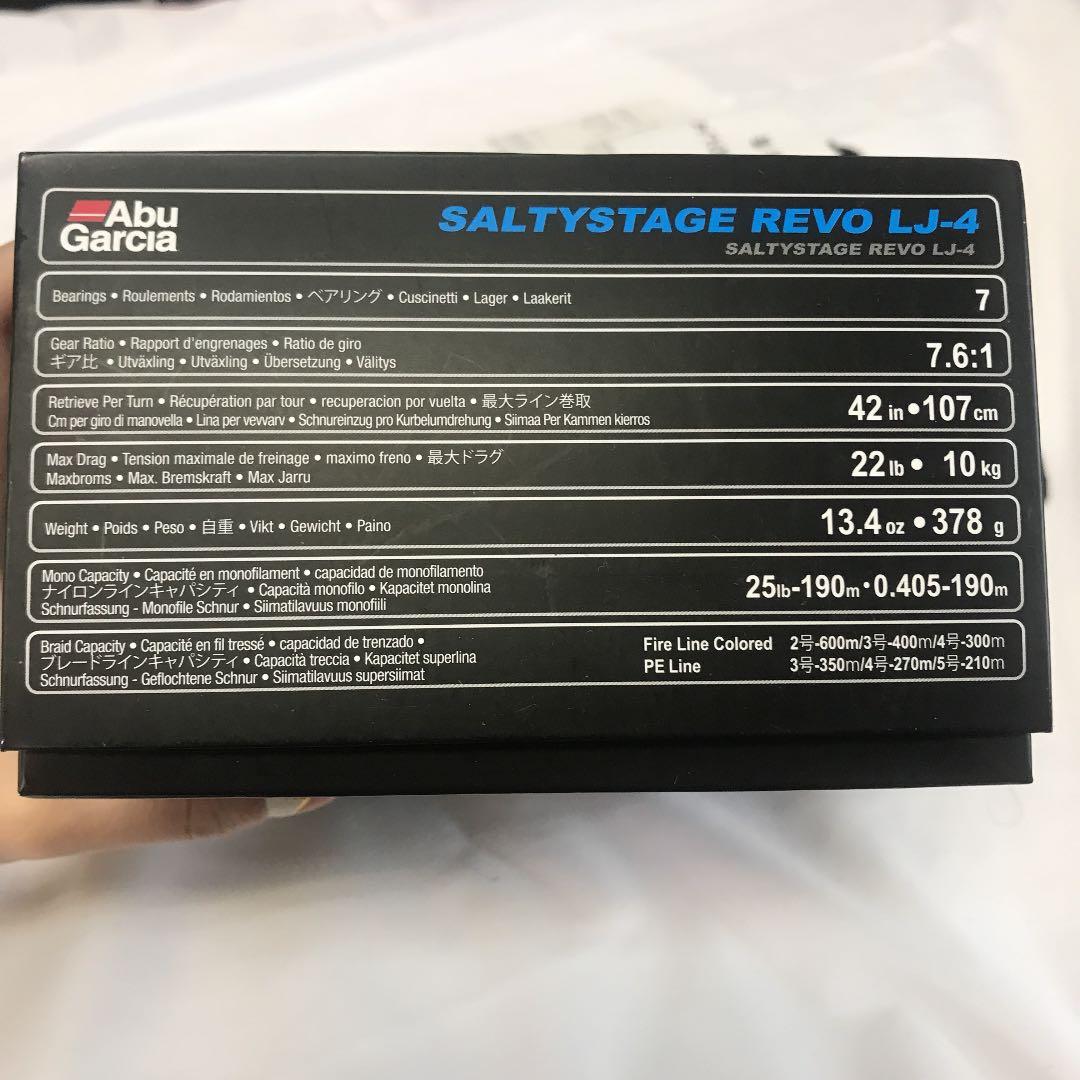 Abu
Garcia
SALTYSTAGE REVO LJ-4
SALTYSTAGE REVO LJ-4
Bearings • Roulements • Rodamientos • ベアリング • Cuscinetti • Lager • Laakerit
7
Gear Ratio • Rapport d'engrenages • Ratio de giro
ギア比 • Utväxling • Utväxling • Übersetzung • Välitys
7.6:1
Retrieve Per Turn • Récupération par tour • recuperacion por vuelta • 最大ライン巻取
Cm per giro di manovella • Lina per vevvarv • Schnureinzug pro Kurbelumdrehung • Siimaa Per Kammen kierros
42 in•107cm
Max Drag • Tension maximale de freinage • maximo freno • 最大ドラグ
Maxbroms • Max. Bremskraft • Max Jarru
22 lb • 10 kg
Weight • Poids • Peso • 自重 • Vikt • Gewicht • Paino
13.4 oz • 378 g
Mono Capacity • Capacité en monofilament • capacidad de monofilamento
ナイロンラインキャパシティ • Capacità monofilo • Kapacitet monolina
Schnurfassung - Monofile Schnur • Siimatilavuus monofiili
25lb-190m・0.405-190m
Braid Capacity • Capacité en fil tressé • capacidad de trenzado •
ブレードラインキャパシティ • Capacità treccia • Kapacitet superlina
Schnurfassung - Geflochtene Schnur • Siimatilavuus supersiimat
Fire Line Colored 2号-600m/3号-400m/4号-300m
PE Line 3号-350m/4号-270m/5号-210m